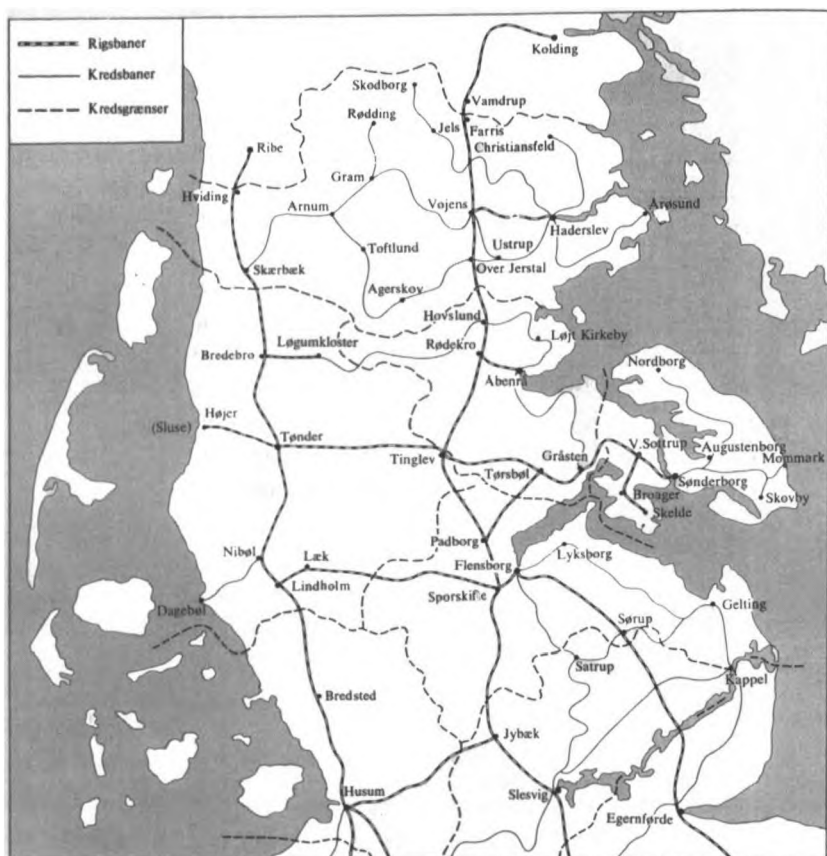 Rigsbaner
Kredsbaner
Kredsgrænser
Kolding
Skodborg
Vamdrup
Rødding
Jels
Farris
Christiansfeld
Ribe
Gram
Hviding
Arnum
Vojens
Haderslev
Årøsund
Toftlund
Ustrup
Skærbæk
Over Jerstal
Agerskov
Hovslund
Løjt Kirkeby
Bredebro
Løgumkloster
Rødekro
Åbenrå
Nordborg
(Sluse)
Højer
Tønder
Tinglev
Gråsten
V.Sottrup
Augustenborg
Mommark
Tørsbøl
Sønderborg
Broager
Skovby
Skelde
Padborg
Nibøl
Læk
Flensborg
Lyksborg
Lindholm
Sporskifte
Dagebøl
Gelting
Sørup
Satrup
Kappel
Bredsted
Jybæk
Husum
Slesvig
Egernførde